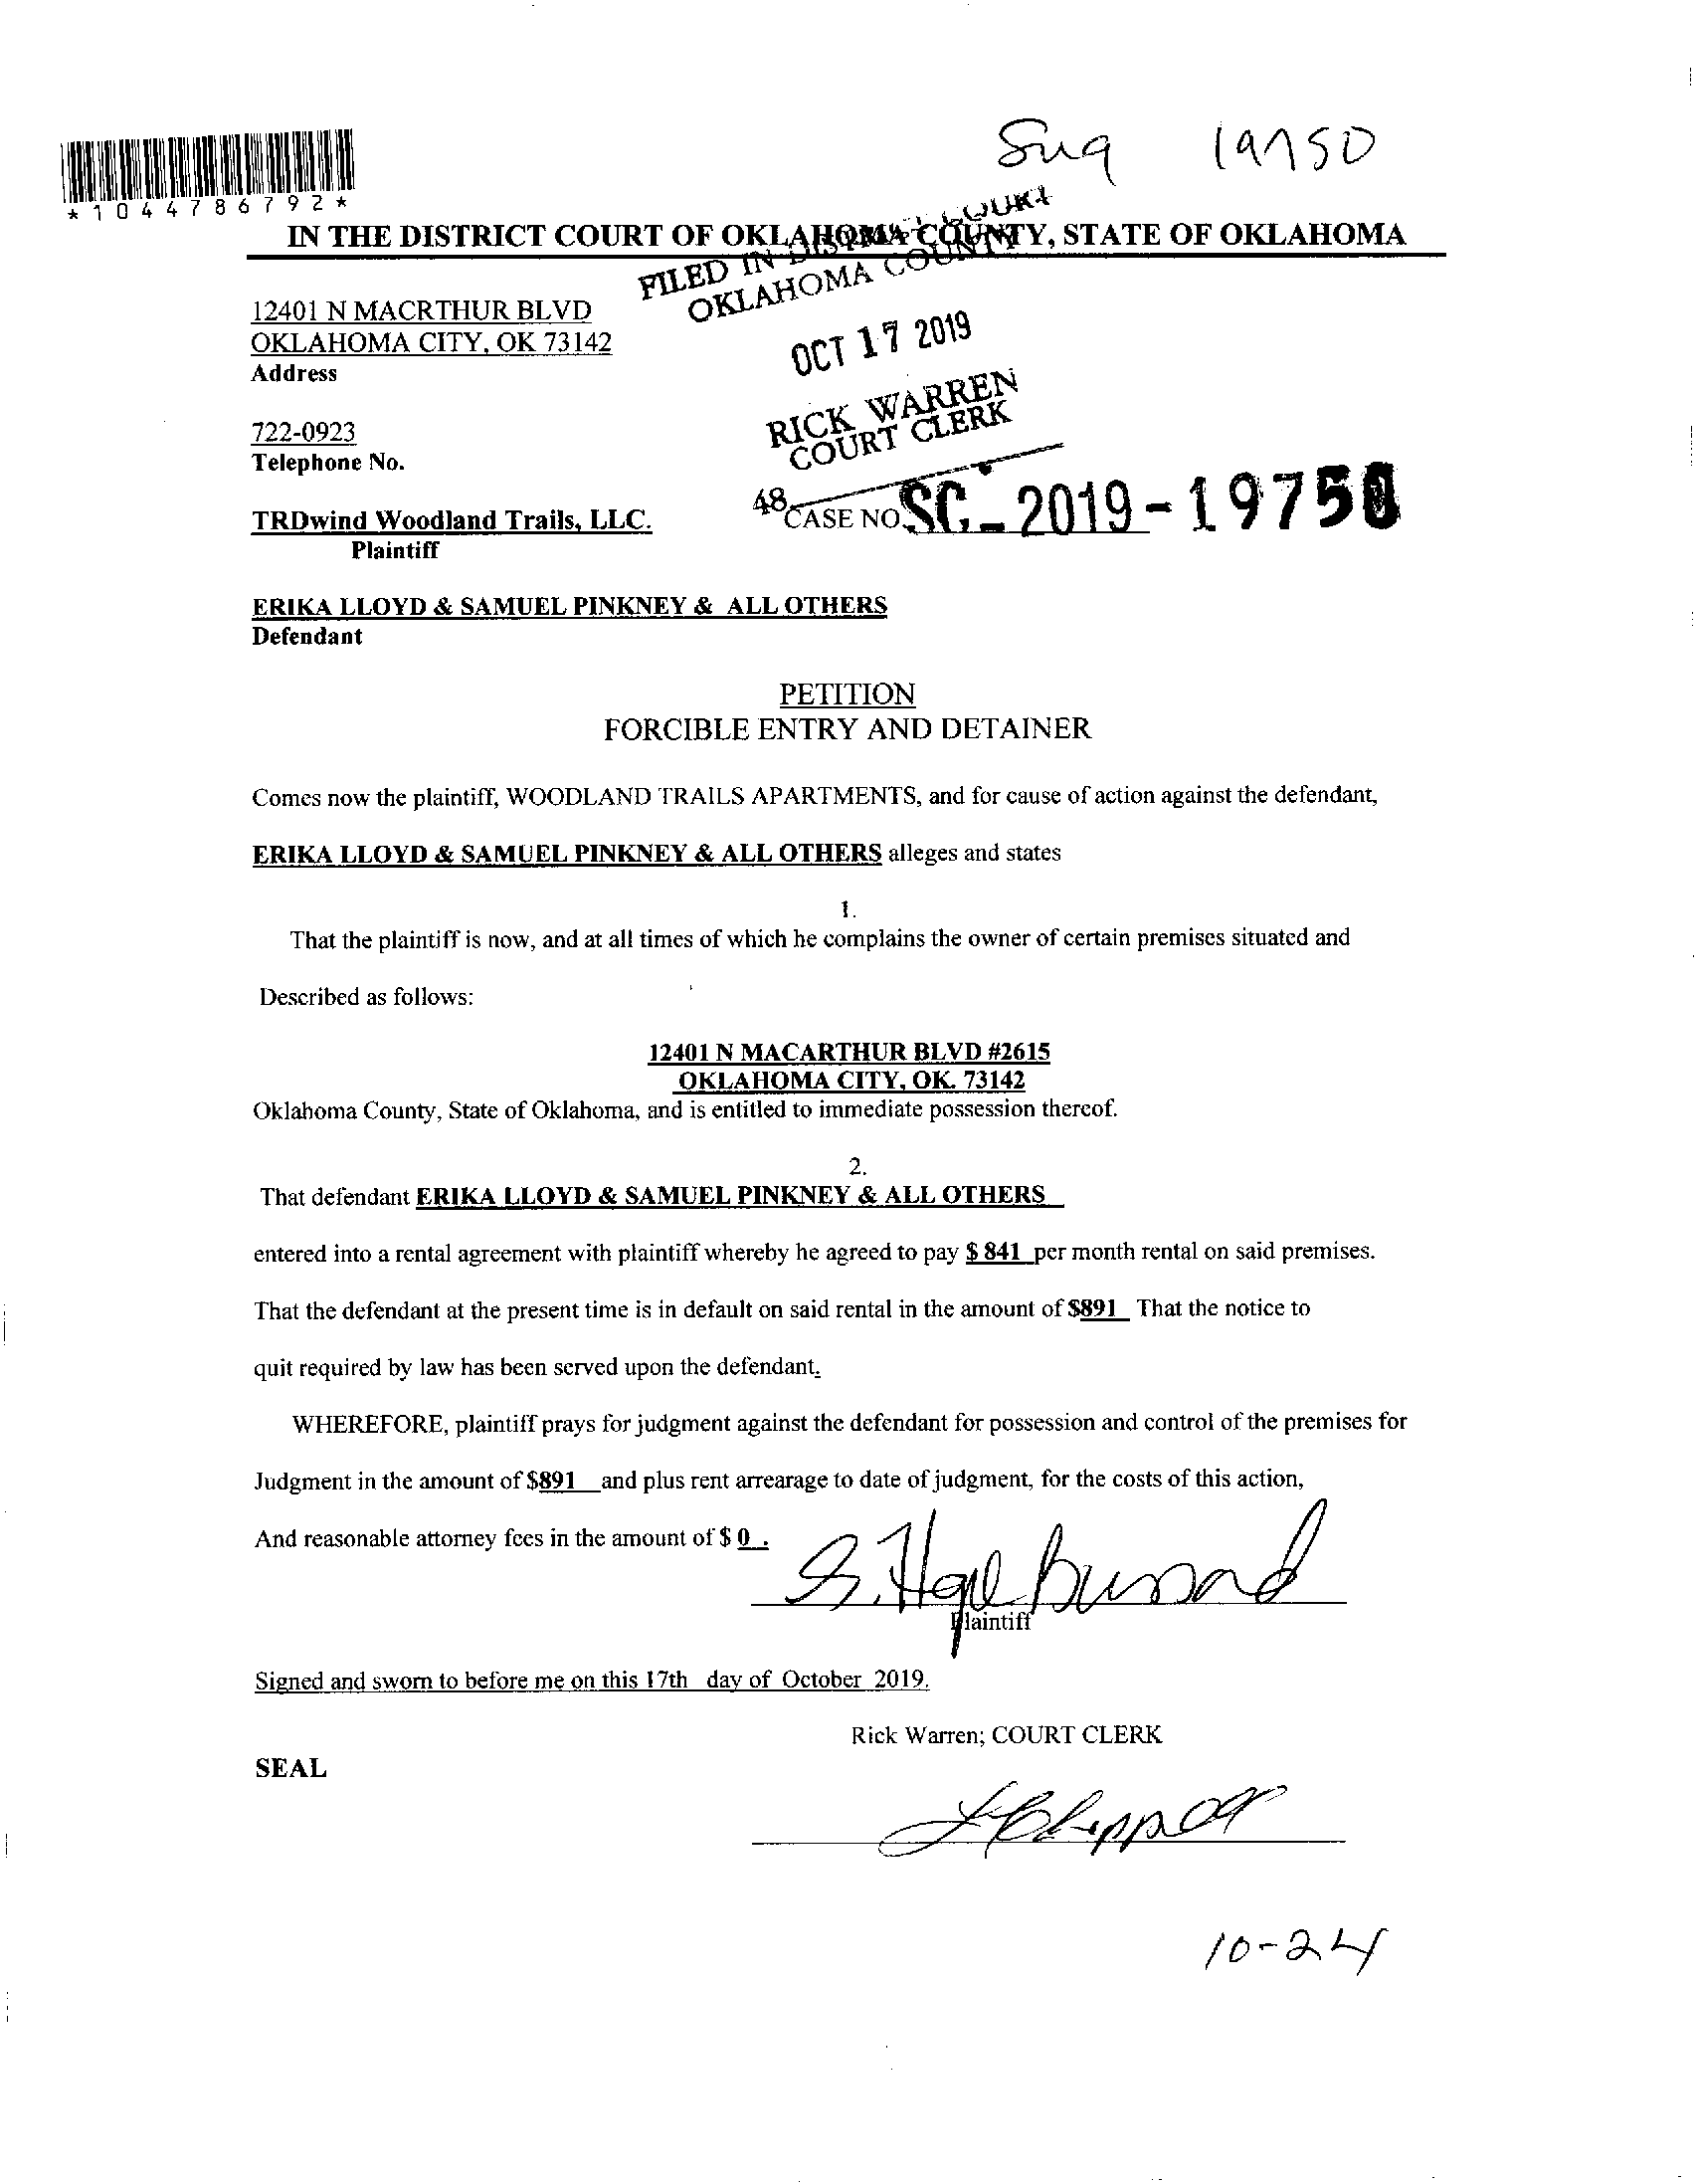 19750
*1044786792*
IN THE DISTRICT COURT OF OKLAHOMA COUNTY, STATE OF OKLAHOMA
FILED IN DISTRICT COURT
OKLAHOMA COUNTY
12401 N MACRTHUR BLVD
OKLAHOMA CITY, OK 73142
Address
OCT 17 2019
RICK WARREN
COURT CLERK
722-0923
Telephone No.
48
CASE NO. SC-2019-19750
TRDwind Woodland Trails, LLC.
Plaintiff
ERIKA LLOYD & SAMUEL PINKNEY & ALL OTHERS
Defendant
PETITION
FORCIBLE ENTRY AND DETAINER
Comes now the plaintiff, WOODLAND TRAILS APARTMENTS, and for cause of action against the defendant,
ERIKA LLOYD & SAMUEL PINKNEY & ALL OTHERS alleges and states
1.
That the plaintiff is now, and at all times of which he complains the owner of certain premises situated and
Described as follows:
12401 N MACARTHUR BLVD #2615
OKLAHOMA CITY, OK. 73142
Oklahoma County, State of Oklahoma, and is entitled to immediate possession thereof.
2.
That defendant ERIKA LLOYD & SAMUEL PINKNEY & ALL OTHERS
entered into a rental agreement with plaintiff whereby he agreed to pay $ 841 per month rental on said premises.
That the defendant at the present time is in default on said rental in the amount of $891 That the notice to
quit required by law has been served upon the defendant.
WHEREFORE, plaintiff prays for judgment against the defendant for possession and control of the premises for
Judgment in the amount of $891 and plus rent arrearage to date of judgment, for the costs of this action,
And reasonable attorney fees in the amount of $ 0 .
Plaintiff
Signed and sworn to before me on this 17th day of October 2019.
Rick Warren; COURT CLERK
SEAL
10-24